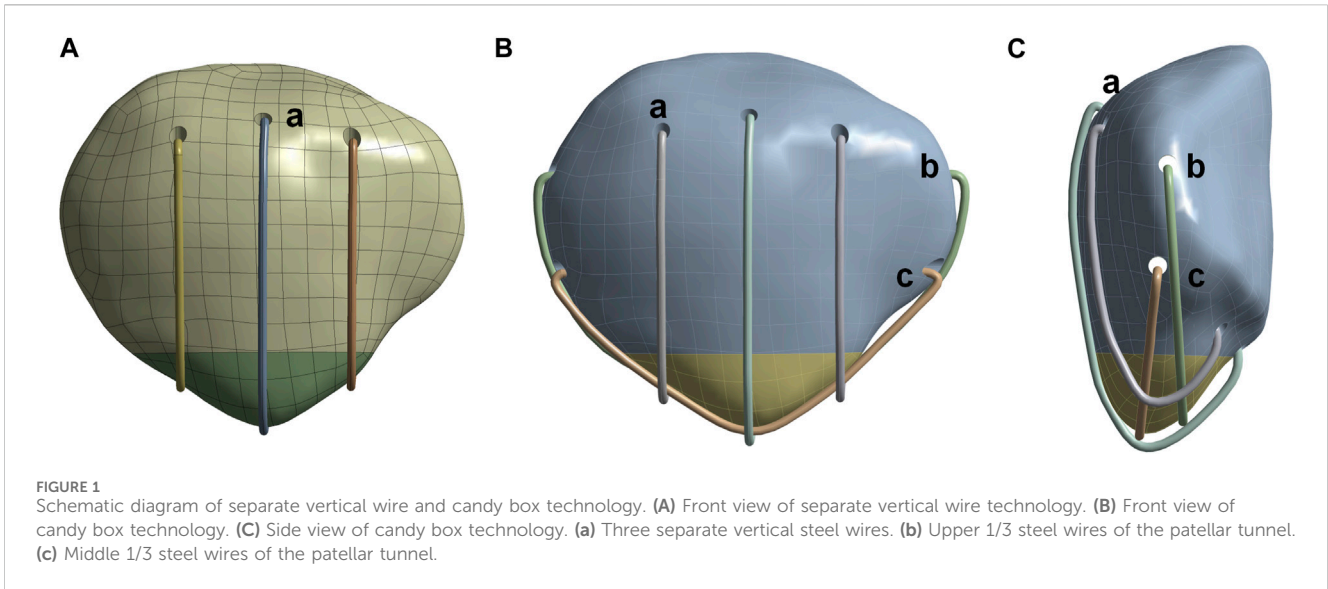 A
B
C
a
a
a
b
b
c
c
FIGURE 1
Schematic diagram of separate vertical wire and candy box technology. (A) Front view of separate vertical wire technology. (B) Front view of
candy box technology. (C) Side view of candy box technology. (a) Three separate vertical steel wires. (b) Upper 1/3 steel wires of the patellar tunnel.
(c) Middle 1/3 steel wires of the patellar tunnel.